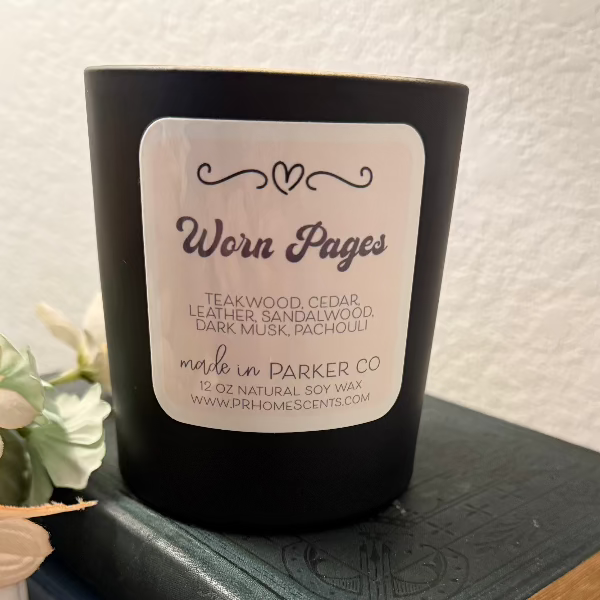 Worn Pages
TEAKWOOD, CEDAR,
LEATHER, SANDALWOOD,
DARK MUSK, PACHOULI
made in PARKER CO
12 OZ NATURAL SOY WAX
WWW.PRHOMESCENTS.COM